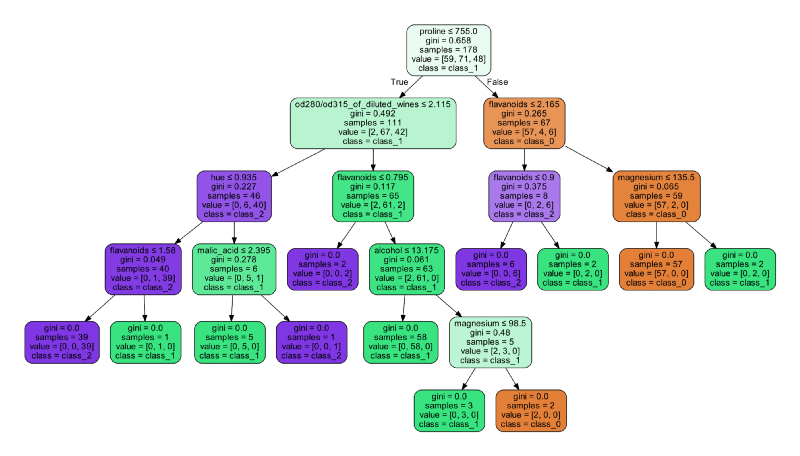 proline ≤ 755.0
gini = 0.658
samples = 178
value = [59, 71, 48]
class = class_1
True
False
od280/od315_of_diluted_wines ≤ 2.115
gini = 0.492
samples = 111
value = [2, 67, 42]
class = class_1
flavanoids ≤ 2.165
gini = 0.265
samples = 67
value = [57, 4, 6]
class = class_0
hue ≤ 0.935
gini = 0.227
samples = 46
value = [0, 6, 40]
class = class_2
flavanoids ≤ 0.795
gini = 0.117
samples = 65
value = [2, 61, 2]
class = class_1
flavanoids ≤ 0.9
gini = 0.375
samples = 8
value = [0, 2, 6]
class = class_2
magnesium ≤ 135.5
gini = 0.065
samples = 59
value = [57, 2, 0]
class = class_0
flavanoids ≤ 1.58
gini = 0.049
samples = 40
value = [0, 1, 39]
class = class_2
malic_acid ≤ 2.395
gini = 0.278
samples = 6
value = [0, 5, 1]
class = class_1
gini = 0.0
samples = 2
value = [0, 0, 2]
class = class_2
alcohol ≤ 13.175
gini = 0.061
samples = 63
value = [2, 61, 0]
class = class_1
gini = 0.0
samples = 6
value = [0, 0, 6]
class = class_2
gini = 0.0
samples = 2
value = [0, 2, 0]
class = class_1
gini = 0.0
samples = 57
value = [57, 0, 0]
class = class_0
gini = 0.0
samples = 2
value = [0, 2, 0]
class = class_1
gini = 0.0
samples = 39
value = [0, 0, 39]
class = class_2
gini = 0.0
samples = 1
value = [0, 1, 0]
class = class_1
gini = 0.0
samples = 5
value = [0, 5, 0]
class = class_1
gini = 0.0
samples = 1
value = [0, 0, 1]
class = class_2
gini = 0.0
samples = 58
value = [0, 58, 0]
class = class_1
magnesium ≤ 98.5
gini = 0.48
samples = 5
value = [2, 3, 0]
class = class_1
gini = 0.0
samples = 3
value = [0, 3, 0]
class = class_1
gini = 0.0
samples = 2
value = [2, 0, 0]
class = class_0